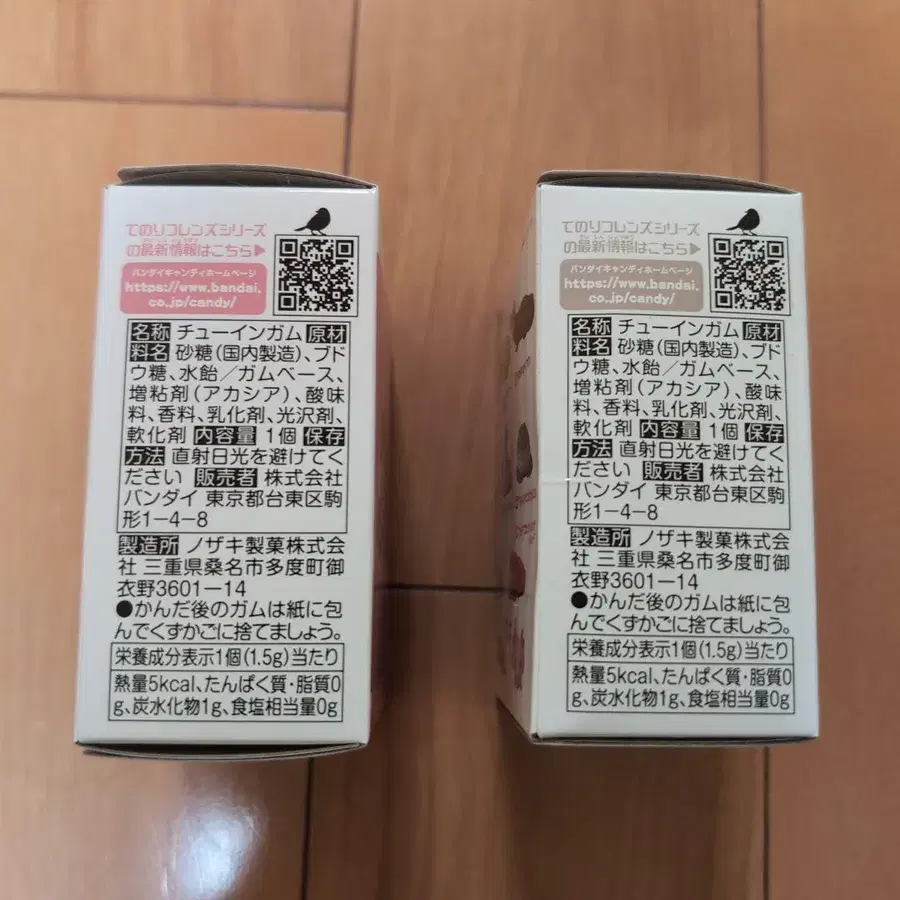 てのりフレンズシリーズ
の最新情報はこちら▶
バンダイキャンディホームページ
https://www.bandai.
co.jp/candy/
名称 チューインガム 原材
料名 砂糖(国内製造)、ブド
ウ糖、水飴/ガムベース、
増粘剤(アカシア)、酸味
料、香料、乳化剤、光沢剤、
軟化剤 内容量 1個 保存
方法 直射日光を避けてく
ださい 販売者 株式会社
バンダイ 東京都台東区駒
形1-4-8
製造所 ノザキ製菓株式会
社 三重県桑名市多度町御
衣野3601-14
●かんだ後のガムは紙に包
んでくずかごに捨てましょう。
栄養成分表示1個(1.5g)当たり
熱量5kcal、たんぱく質・脂質0
g、炭水化物1g、食塩相当量0g
てのりフレンズシリーズ
の最新情報はこちら▶
バンダイキャンディホームページ
https://www.bandai.
co.jp/candy/
名称 チューインガム 原材
料名 砂糖(国内製造)、ブド
ウ糖、水飴/ガムベース、
増粘剤(アカシア)、酸味
料、香料、乳化剤、光沢剤、
軟化剤 内容量 1個 保存
方法 直射日光を避けてく
ださい 販売者 株式会社
バンダイ 東京都台東区駒
形1-4-8
製造所 ノザキ製菓株式会
社 三重県桑名市多度町御
衣野3601-14
●かんだ後のガムは紙に包
んでくずかごに捨てましょう。
栄養成分表示1個(1.5g)当たり
熱量5kcal、たんぱく質・脂質0
g、炭水化物1g、食塩相当量0g